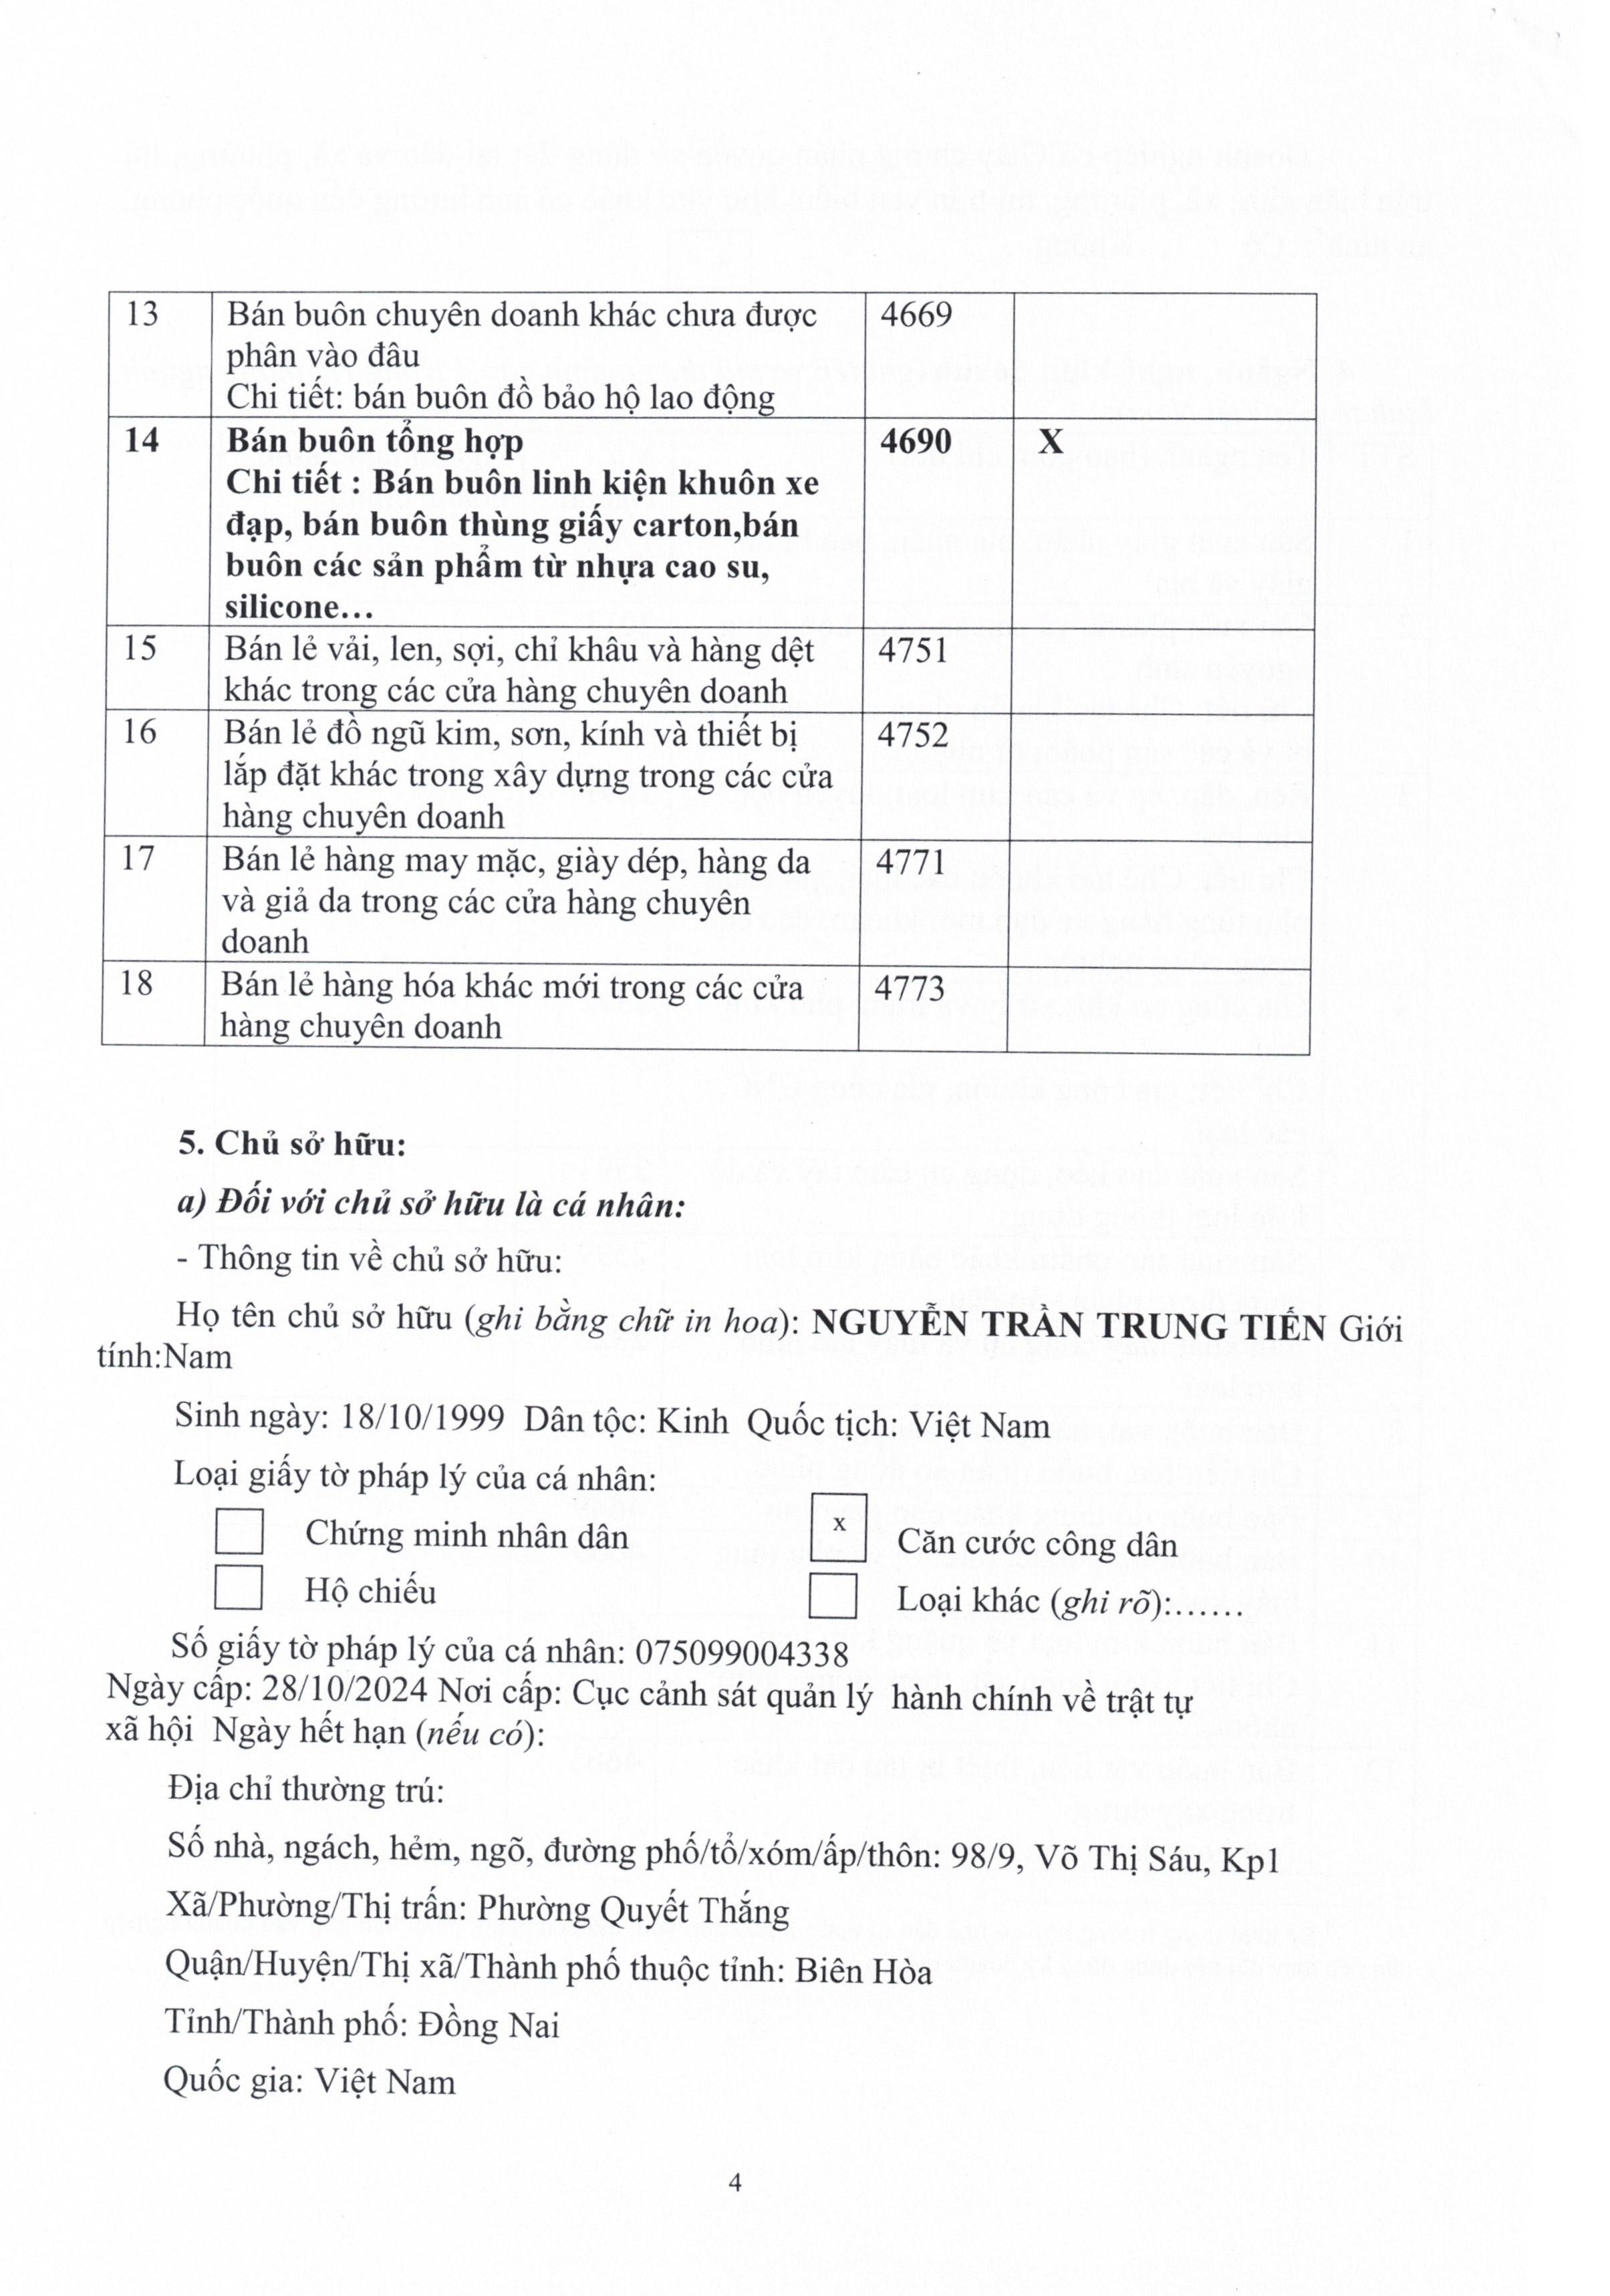 13 Bán buôn chuyên doanh khác chưa được 4669
phân vào đâu
Chi tiết: bán buôn đồ bảo hộ lao động
14 Bán buôn tổng hợp 4690 X
Chi tiết : Bán buôn linh kiện khuôn xe
đạp, bán buôn thùng giấy carton,bán
buôn các sản phẩm từ nhựa cao su,
silicone...
15 Bán lẻ vải, len, sợi, chỉ khâu và hàng dệt 4751
khác trong các cửa hàng chuyên doanh
16 Bán lẻ đồ ngũ kim, sơn, kính và thiết bị 4752
lắp đặt khác trong xây dựng trong các cửa
hàng chuyên doanh
17 Bán lẻ hàng may mặc, giày dép, hàng da 4771
và giả da trong các cửa hàng chuyên
doanh
18 Bán lẻ hàng hóa khác mới trong các cửa 4773
hàng chuyên doanh
5. Chủ sở hữu:
a) Đối với chủ sở hữu là cá nhân:
- Thông tin về chủ sở hữu:
Họ tên chủ sở hữu (ghi bằng chữ in hoa): NGUYỄN TRẦN TRUNG TIẾN Giới
tính:Nam
Sinh ngày: 18/10/1999 Dân tộc: Kinh Quốc tịch: Việt Nam
Loại giấy tờ pháp lý của cá nhân:
Chứng minh nhân dân x Căn cước công dân
Hộ chiếu Loại khác (ghi rõ):......
Số giấy tờ pháp lý của cá nhân: 075099004338
Ngày cấp: 28/10/2024 Nơi cấp: Cục cảnh sát quản lý hành chính về trật tự
xã hội Ngày hết hạn (nếu có):
Địa chỉ thường trú:
Số nhà, ngách, hẻm, ngõ, đường phố/tổ/xóm/ấp/thôn: 98/9, Võ Thị Sáu, Kp1
Xã/Phường/Thị trấn: Phường Quyết Thắng
Quận/Huyện/Thị xã/Thành phố thuộc tỉnh: Biên Hòa
Tỉnh/Thành phố: Đồng Nai
Quốc gia: Việt Nam
4